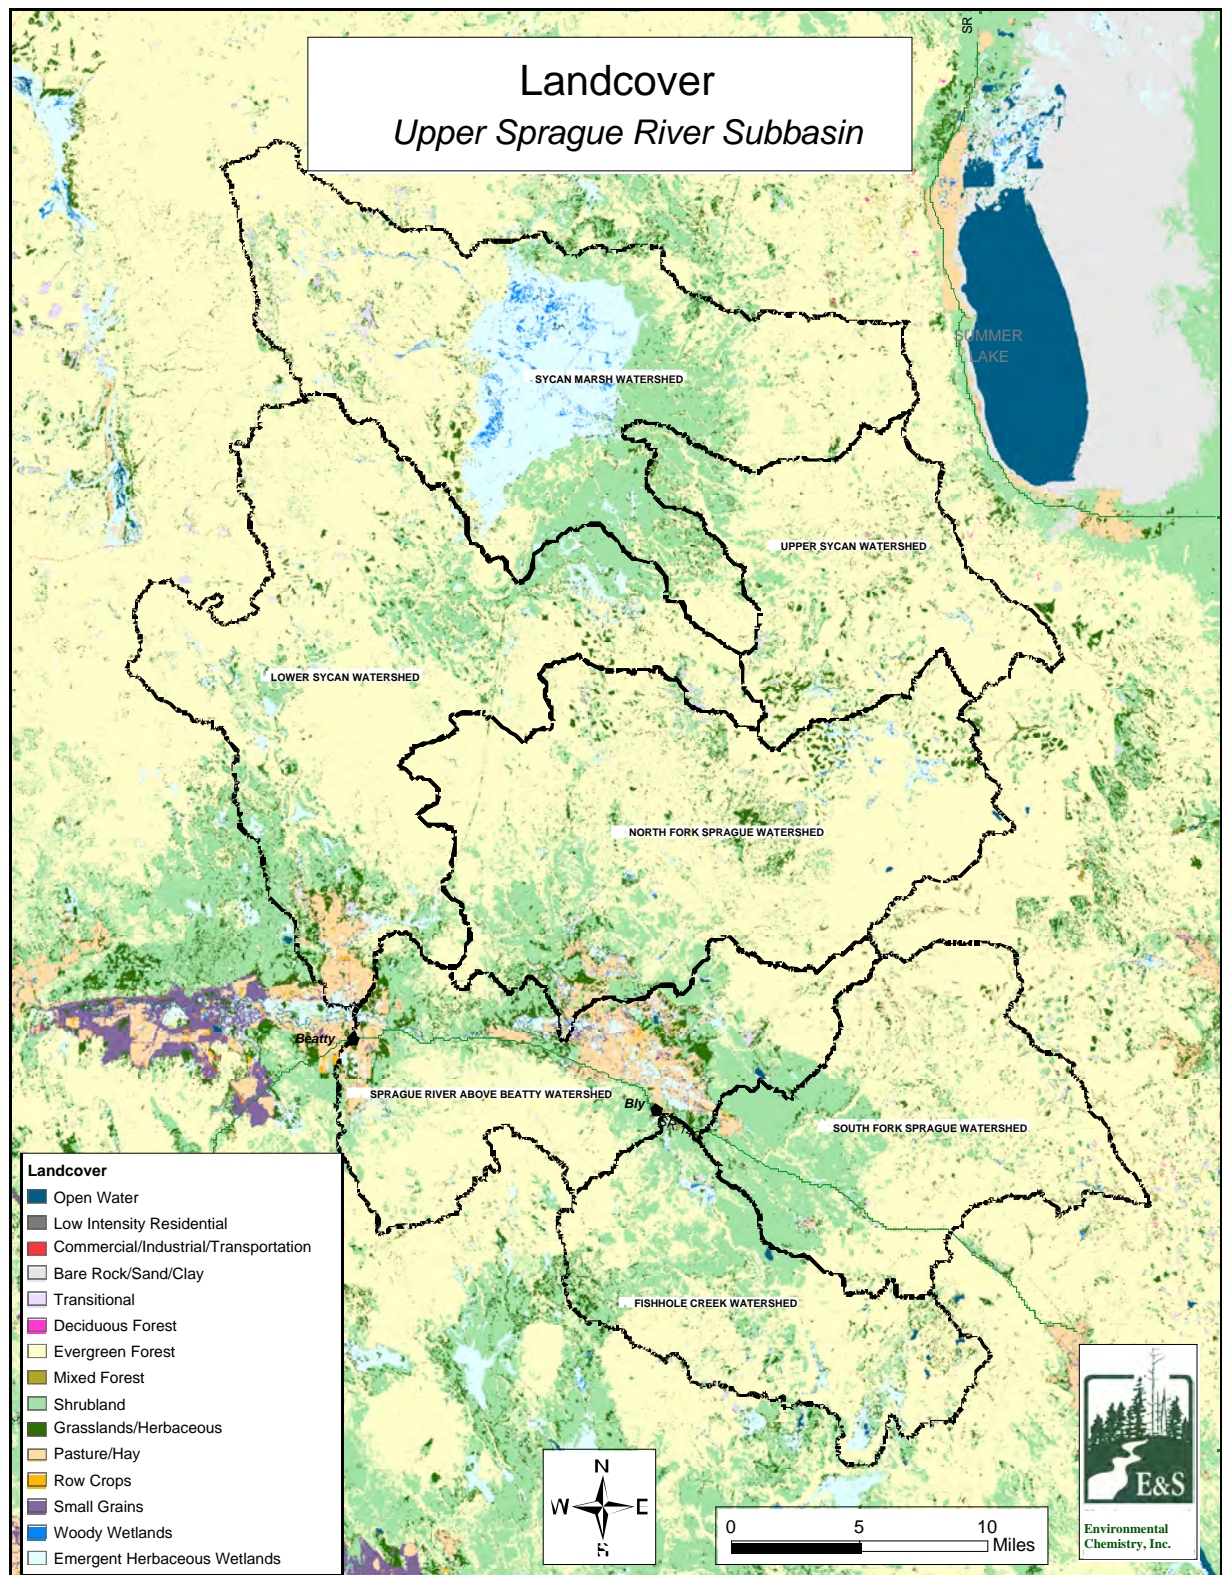 SR
Landcover
Upper Sprague River Subbasin
SUMMER
LAKE
SYCAN MARSH WATERSHED
UPPER SYCAN WATERSHED
LOWER SYCAN WATERSHED
NORTH FORK SPRAGUE WATERSHED
Beatty
SPRAGUE RIVER ABOVE BEATTY WATERSHED
Bly
SR
SOUTH FORK SPRAGUE WATERSHED
FISHHOLE CREEK WATERSHED
Landcover
Open Water
Low Intensity Residential
Commercial/Industrial/Transportation
Bare Rock/Sand/Clay
Transitional
Deciduous Forest
Evergreen Forest
Mixed Forest
Shrubland
Grasslands/Herbaceous
Pasture/Hay
Row Crops
Small Grains
Woody Wetlands
Emergent Herbaceous Wetlands
N
W E
S
0 5 10
Miles
E&S
Environmental
Chemistry, Inc.